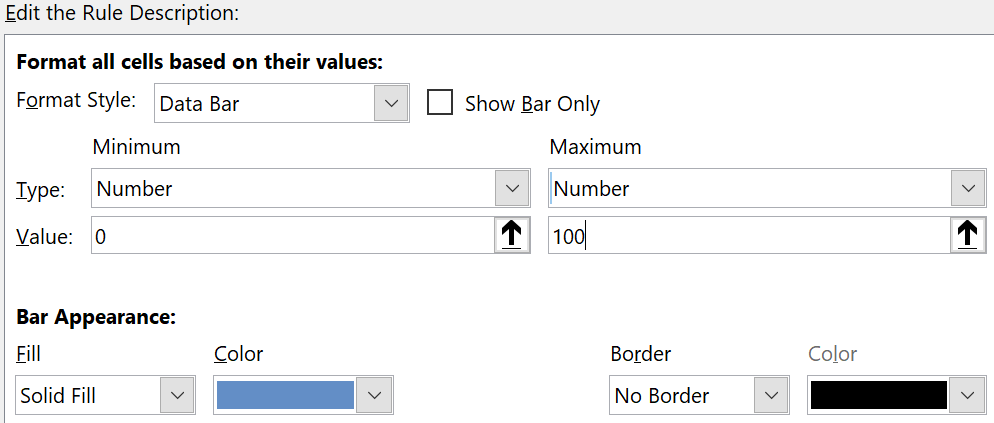 Edit the Rule Description:
Format all cells based on their values:
Format Style: Data Bar Show Bar Only
Minimum Maximum
Type: Number Number
Value: 0 100
Bar Appearance:
Fill Color Border Color
Solid Fill No Border